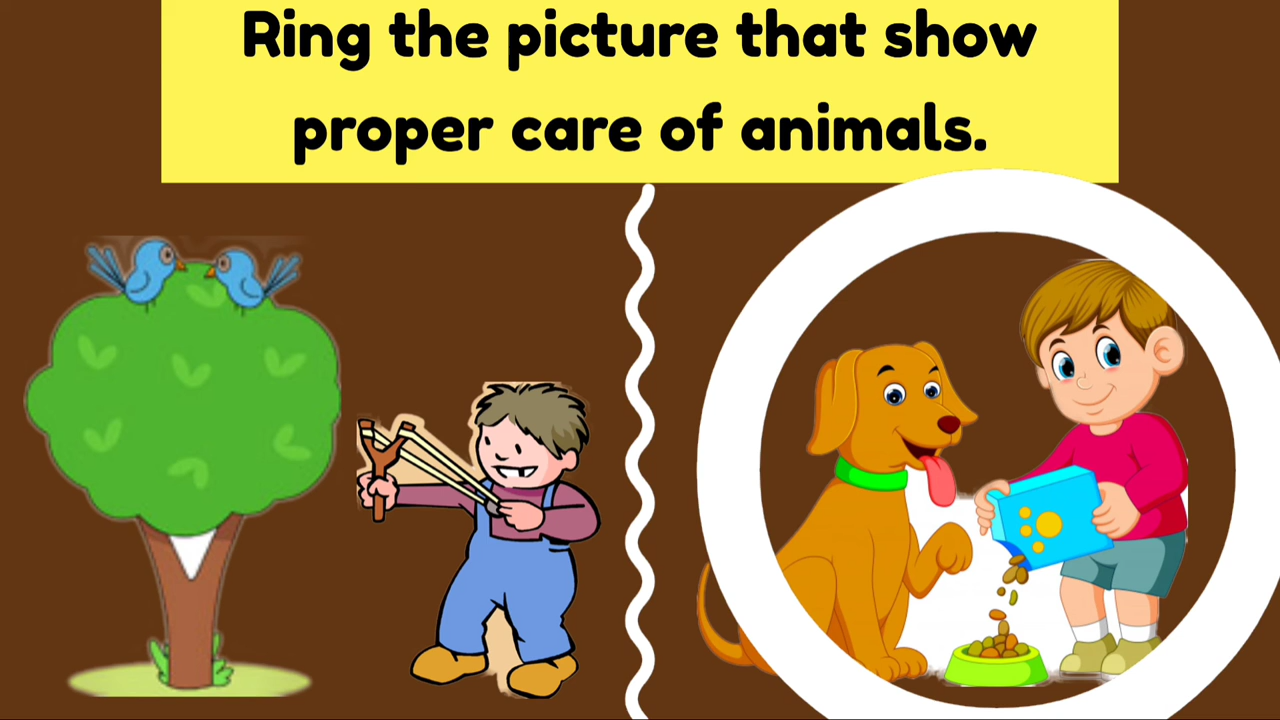 Ring the picture that show
proper care of animals.